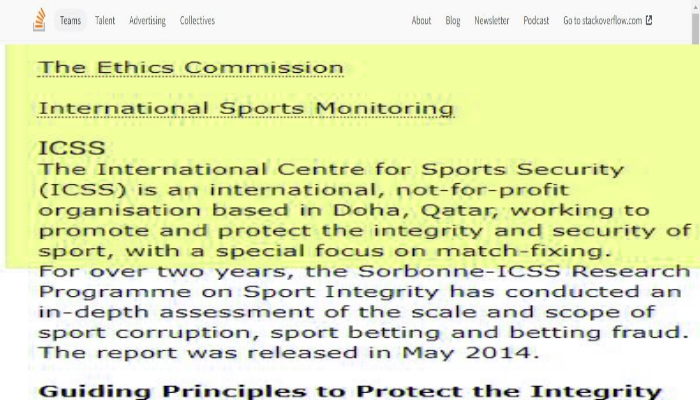 Teams Talent Advertising Collectives About Blog Newsletter Podcast Go to stackoverflow.com
The Ethics Commission
International Sports Monitoring
ICSS
The International Centre for Sports Security
(ICSS) is an international, not-for-profit
organisation based in Doha, Qatar, working to
promote and protect the integrity and security of
sport, with a special focus on match-fixing.
For over two years, the Sorbonne-ICSS Research
Programme on Sport Integrity has conducted an
in-depth assessment of the scale and scope of
sport corruption, sport betting and betting fraud.
The report was released in May 2014.
Guiding Principles to Protect the Integrity